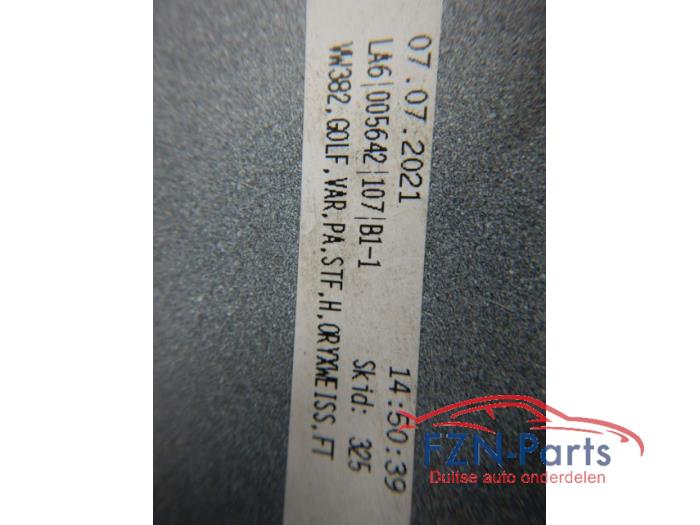 07.07.2021 14:50:39
LA6|005642|107|B1-1 Skid: 325
VW382,GOLF,VAR,PA,STF,H,ORYXWEISS,FT
FZN-Parts
Duitse auto onderdelen